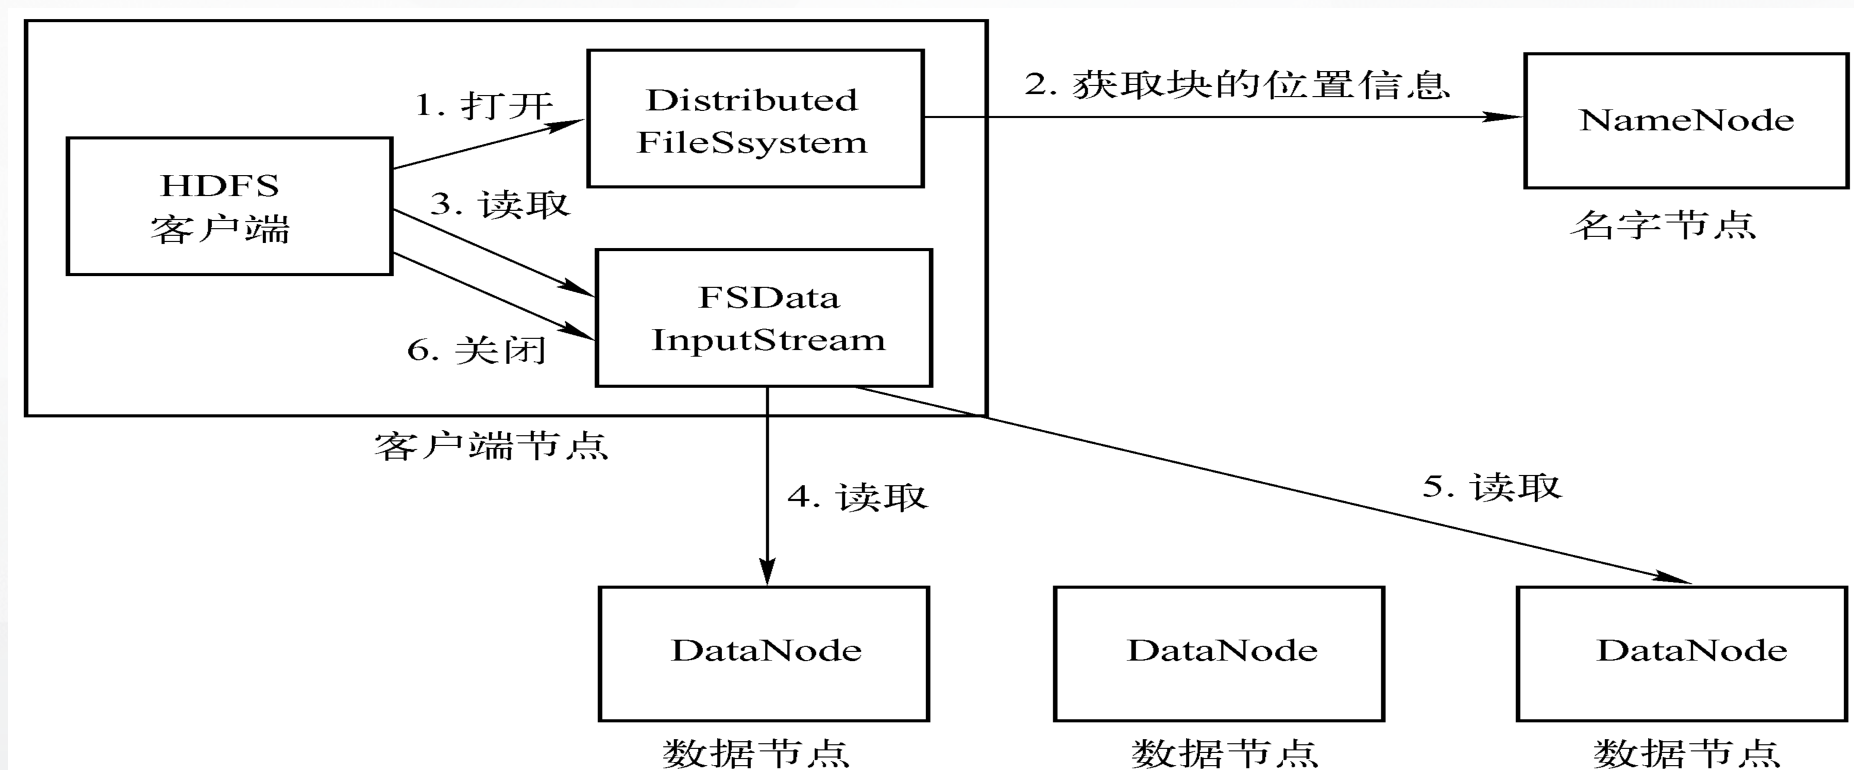 1. 打开
Distributed
FileSsystem
2. 获取块的位置信息
NameNode
名字节点
HDFS
客户端
3. 读取
FSData
InputStream
6. 关闭
客户端节点
4. 读取
5. 读取
DataNode
DataNode
DataNode
数据节点
数据节点
数据节点